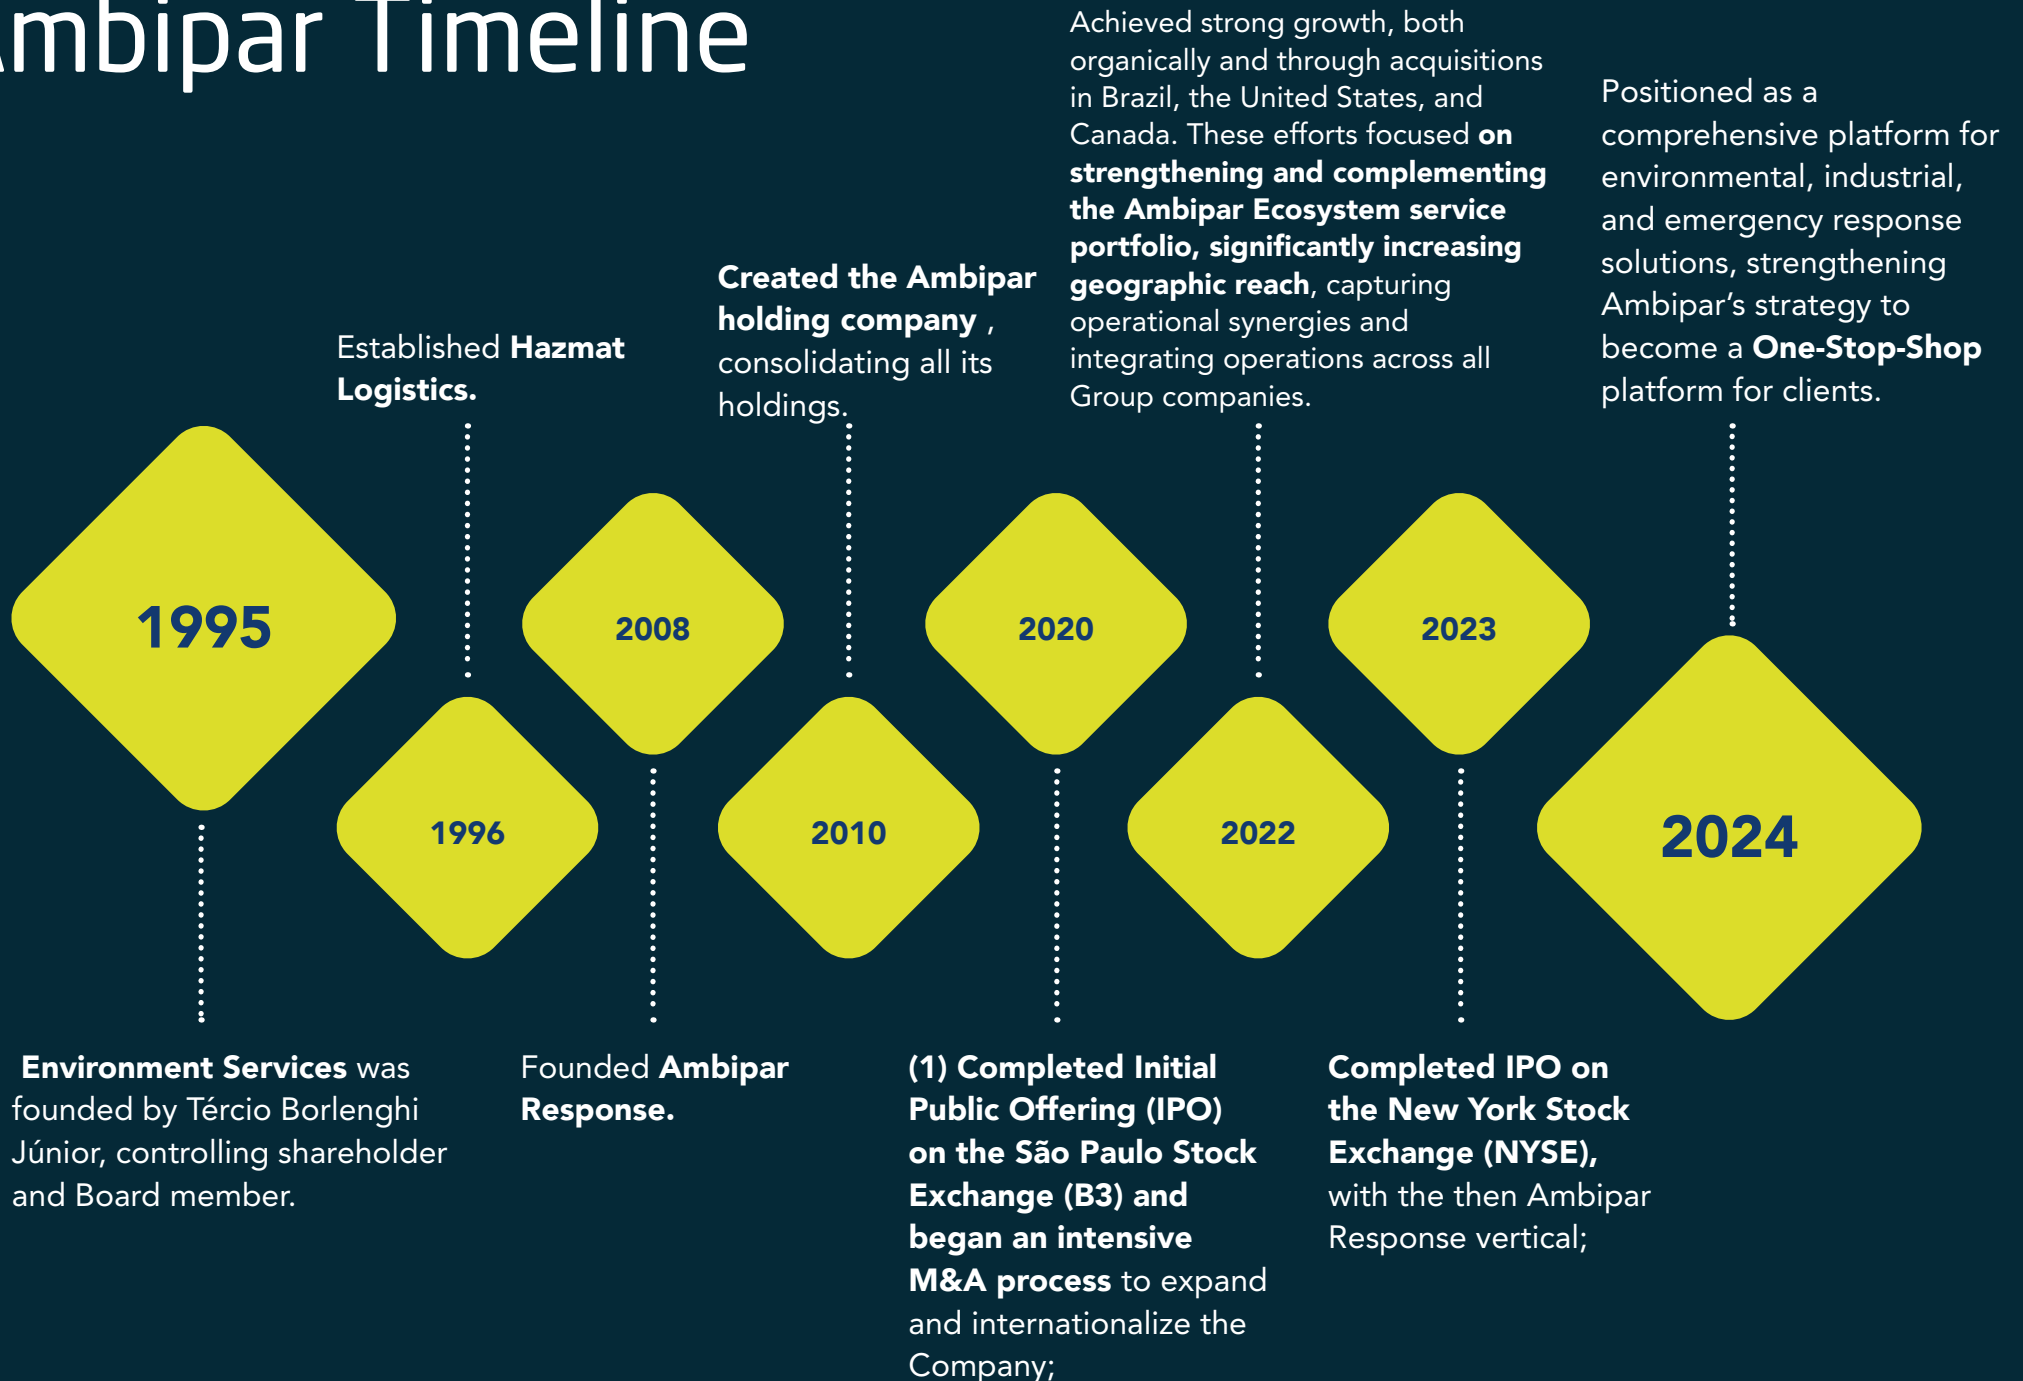 Ambipar Timeline
Achieved strong growth, both
organically and through acquisitions
in Brazil, the United States, and
Canada. These efforts focused on
strengthening and complementing
the Ambipar Ecosystem service
portfolio, significantly increasing
geographic reach, capturing
operational synergies and
integrating operations across all
Group companies.
Positioned as a
comprehensive platform for
environmental, industrial,
and emergency response
solutions, strengthening
Ambipar’s strategy to
become a One-Stop-Shop
platform for clients.
Created the Ambipar
holding company ,
consolidating all its
holdings.
Established Hazmat
Logistics.
1995
2008
2020
2023
1996
2010
2022
2024
Environment Services was
founded by Tércio Borlenghi
Júnior, controlling shareholder
and Board member.
Founded Ambipar
Response.
(1) Completed Initial
Public Offering (IPO)
on the São Paulo Stock
Exchange (B3) and
began an intensive
M&A process to expand
and internationalize the
Company;
Completed IPO on
the New York Stock
Exchange (NYSE),
with the then Ambipar
Response vertical;